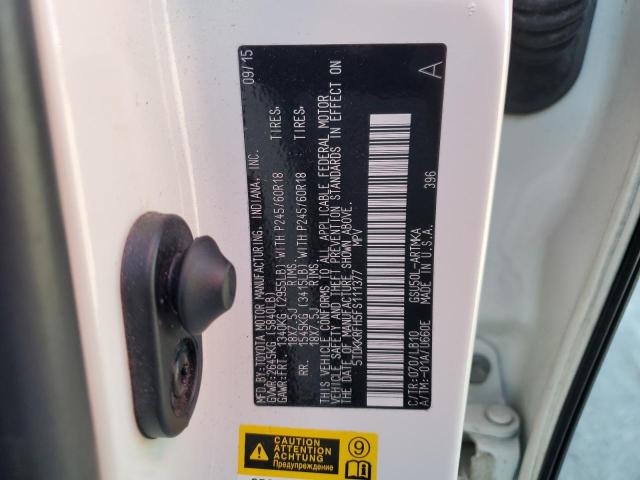 MFD.BY:TOYOTA MOTOR MANUFACTURING, INDIANA, INC. 09/15
GVWR:2645KG (5840LB)
GAWR:FRT. 1340KG (2955LB) WITH P245/60R18 TIRES,
18X7.5J RIMS,
RR. 1545KG (3415LB) WITH P245/60R18 TIRES,
18X7.5J RIMS,
THIS VEHICLE CONFORMS TO ALL APPLICABLE FEDERAL MOTOR
VEHICLE SAFETY AND THEFT PREVENTION STANDARDS IN EFFECT ON
THE DATE OF MANUFACTURE SHOWN ABOVE.
5TDKKRFH5FS111377 MPV
A
C/TR:070/LB10 GSU50L-ARTMKA 396
A/TM:-01A/U660E MADE IN U.S.A.
CAUTION
ATTENTION
ACHTUNG
Предупреждение
9